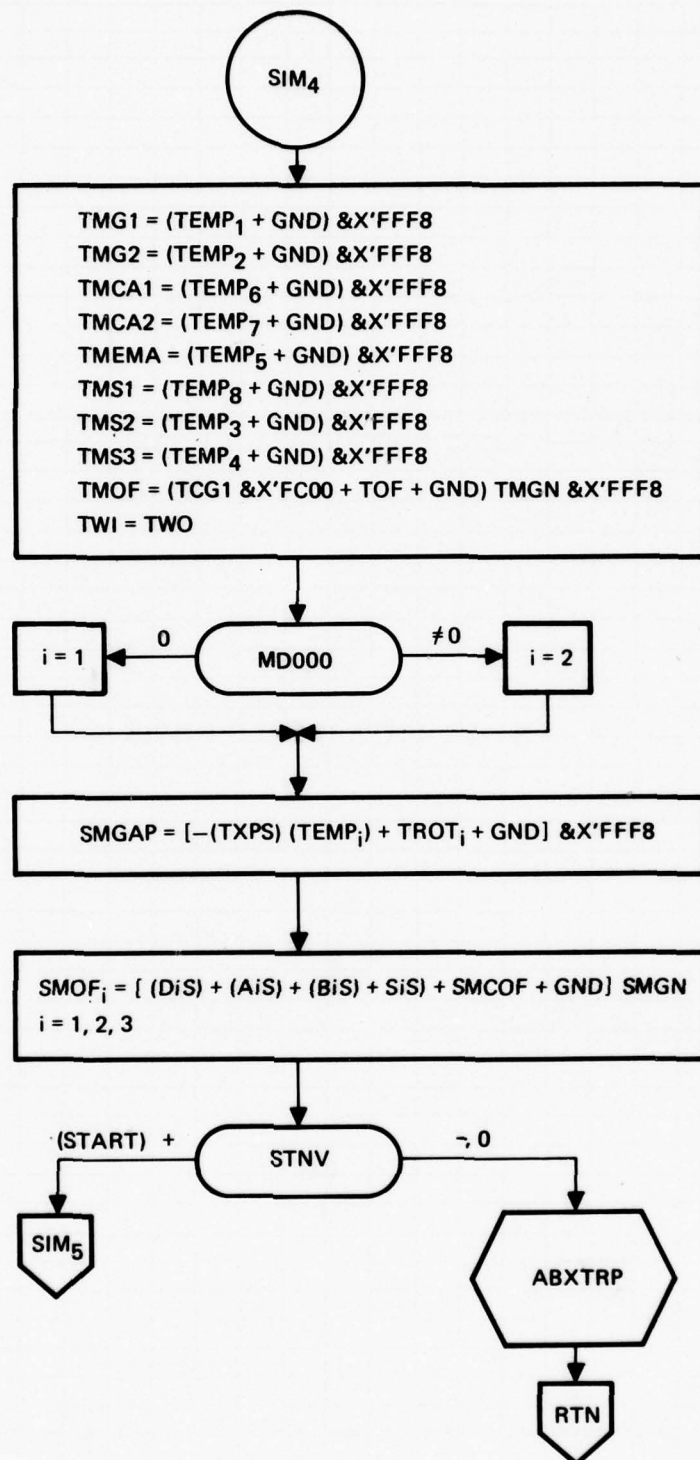 SIM4
TMG1 = (TEMP1 + GND) &X'FFF8
TMG2 = (TEMP2 + GND) &X'FFF8
TMCA1 = (TEMP6 + GND) &X'FFF8
TMCA2 = (TEMP7 + GND) &X'FFF8
TMEMA = (TEMP5 + GND) &X'FFF8
TMS1 = (TEMP8 + GND) &X'FFF8
TMS2 = (TEMP3 + GND) &X'FFF8
TMS3 = (TEMP4 + GND) &X'FFF8
TMOF = (TCG1 &X'FC00 + TOF + GND) TMGN &X'FFF8
TWI = TWO
i = 1
0
MD000
≠0
i = 2
SMGAP = [−(TXPS) (TEMPi) + TROTi + GND] &X'FFF8
SMOFi = [ (DiS) + (AiS) + (BiS) + SiS) + SMCOF + GND] SMGN
i = 1, 2, 3
(START) +
STNV
−, 0
SIM5
ABXTRP
RTN